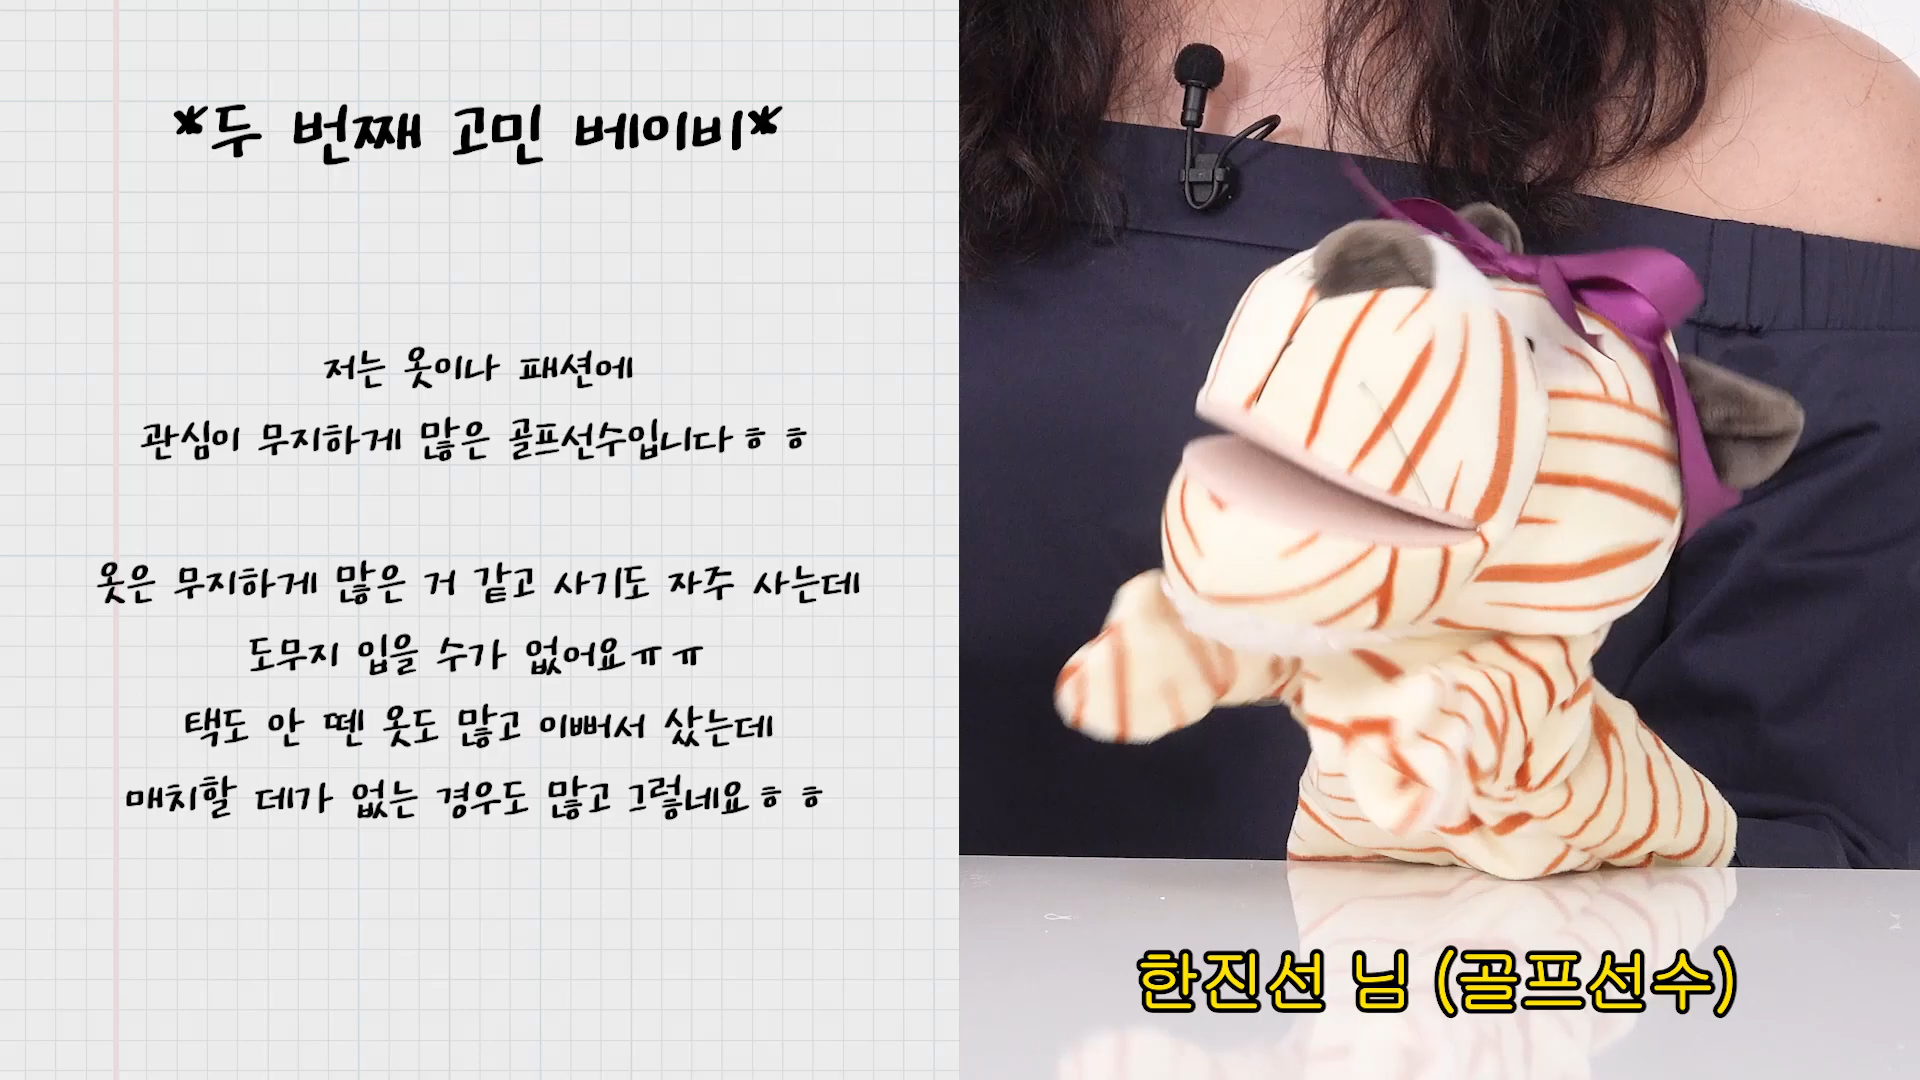 *두 번째 고민 베이비*
저는 옷이나 패션에
관심이 무지하게 많은 골프선수입니다ㅎㅎ
옷은 무지하게 많은 거 같고 사기도 자주 사는데
도무지 입을 수가 없어요ㅠㅠ
택도 안 뗀 옷도 많고 이뻐서 샀는데
매치할 데가 없는 경우도 많고 그렇네요ㅎㅎ
한진선 님 (골프선수)